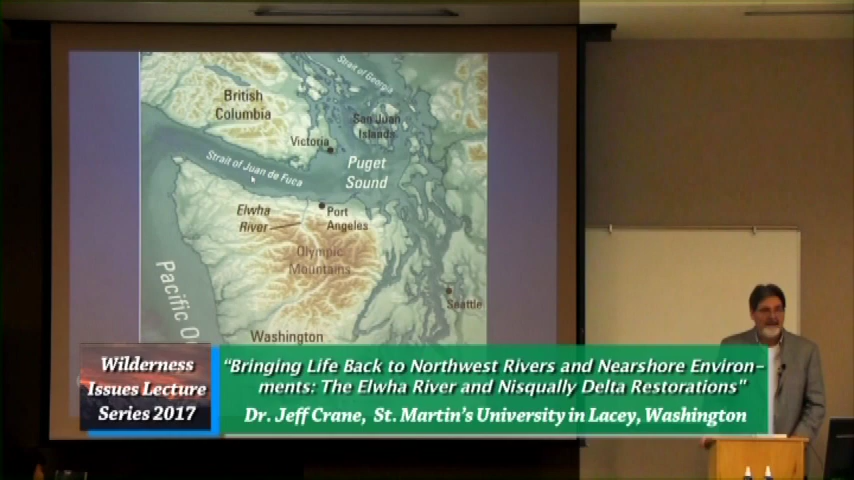 Strait of Georgia
British
Columbia
San Juan
Islands
Victoria
Puget
Sound
Strait of Juan de Fuca
Elwha
River
Port
Angeles
Olympic
Mountains
Pacific O
Seattle
Washington
Wilderness
Issues Lecture
Series 2017
"Bringing Life Back to Northwest Rivers and Nearshore Environ-
ments: The Elwha River and Nisqually Delta Restorations"
Dr. Jeff Crane, St. Martin's University in Lacey, Washington